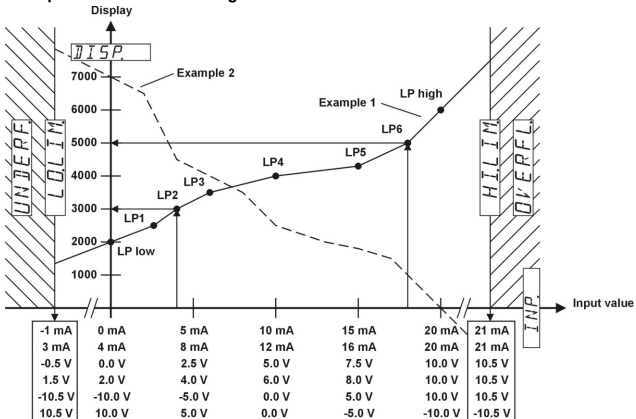 Display
DISP.
7000
6000
5000
4000
3000
2000
1000
Example 2
Example 1
LP high
LP6
LP5
LP4
LP3
LP2
LP1
LP low
UNDERF.
LO.LIM.
HI.LIM.
OVERFL.
INP.
Input value
-1 mA 0 mA 5 mA 10 mA 15 mA 20 mA 21 mA
3 mA 4 mA 8 mA 12 mA 16 mA 20 mA 21 mA
-0.5 V 0.0 V 2.5 V 5.0 V 7.5 V 10.0 V 10.5 V
1.5 V 2.0 V 4.0 V 6.0 V 8.0 V 10.0 V 10.5 V
-10.5 V -10.0 V -5.0 V 0.0 V 5.0 V 10.0 V 10.5 V
10.5 V 10.0 V 5.0 V 0.0 V -5.0 V -10.0 V -10.5 V